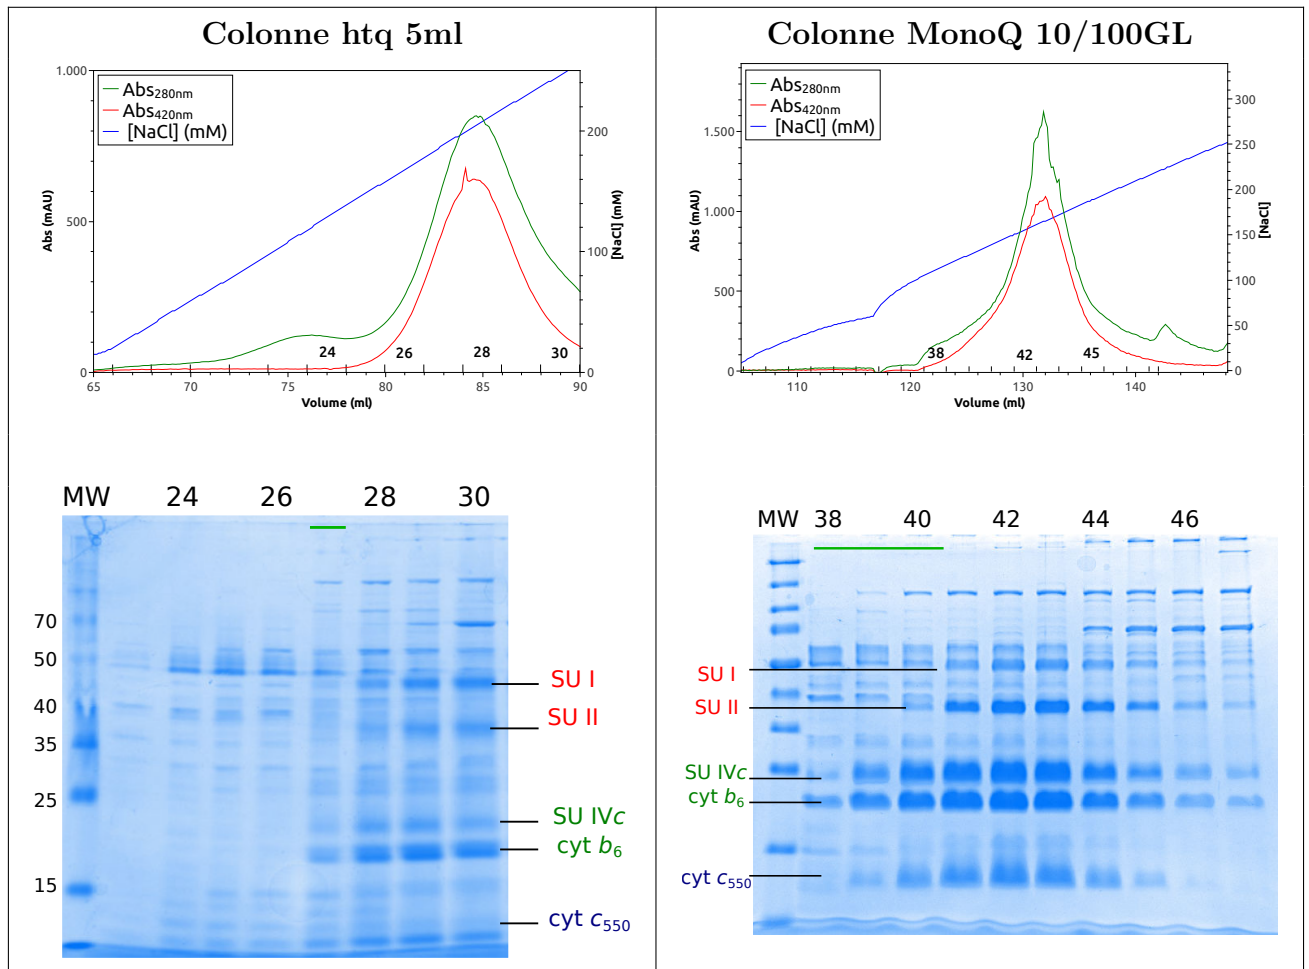 Colonne htq 5ml
1.000
500
0
Abs (mAU)
Abs280nm
Abs420nm
[NaCl] (mM)
200
100
0
[NaCl] (mM)
24
26
28
30
65
70
75
80
85
90
Volume (ml)
Colonne MonoQ 10/100GL
1.500
1.000
500
0
Abs (mAU)
Abs280nm
Abs420nm
[NaCl] (mM)
300
250
200
150
100
50
0
[NaCl]
38
42
45
110
120
130
140
Volume (ml)
MW 24 26 28 30
70
50
40
35
25
15
SU I
SU II
SU IVc
cyt b6
cyt c550
MW 38 40 42 44 46
SU I
SU II
SU IVc
cyt b6
cyt c550